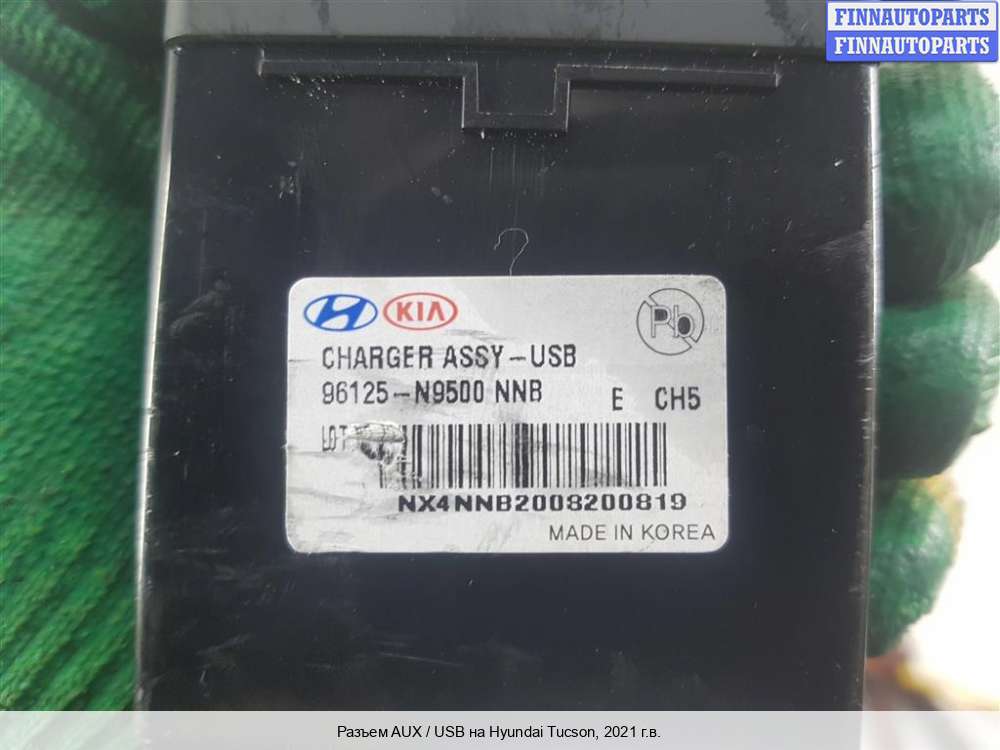 FINNAUTOPARTS
FINNAUTOPARTS
KIA
Pb
CHARGER ASSY-USB
96125-N9500 NNB
E CH5
LOT
NX4NNB2008200819
MADE IN KOREA
Разъем AUX / USB на Hyundai Tucson, 2021 г.в.